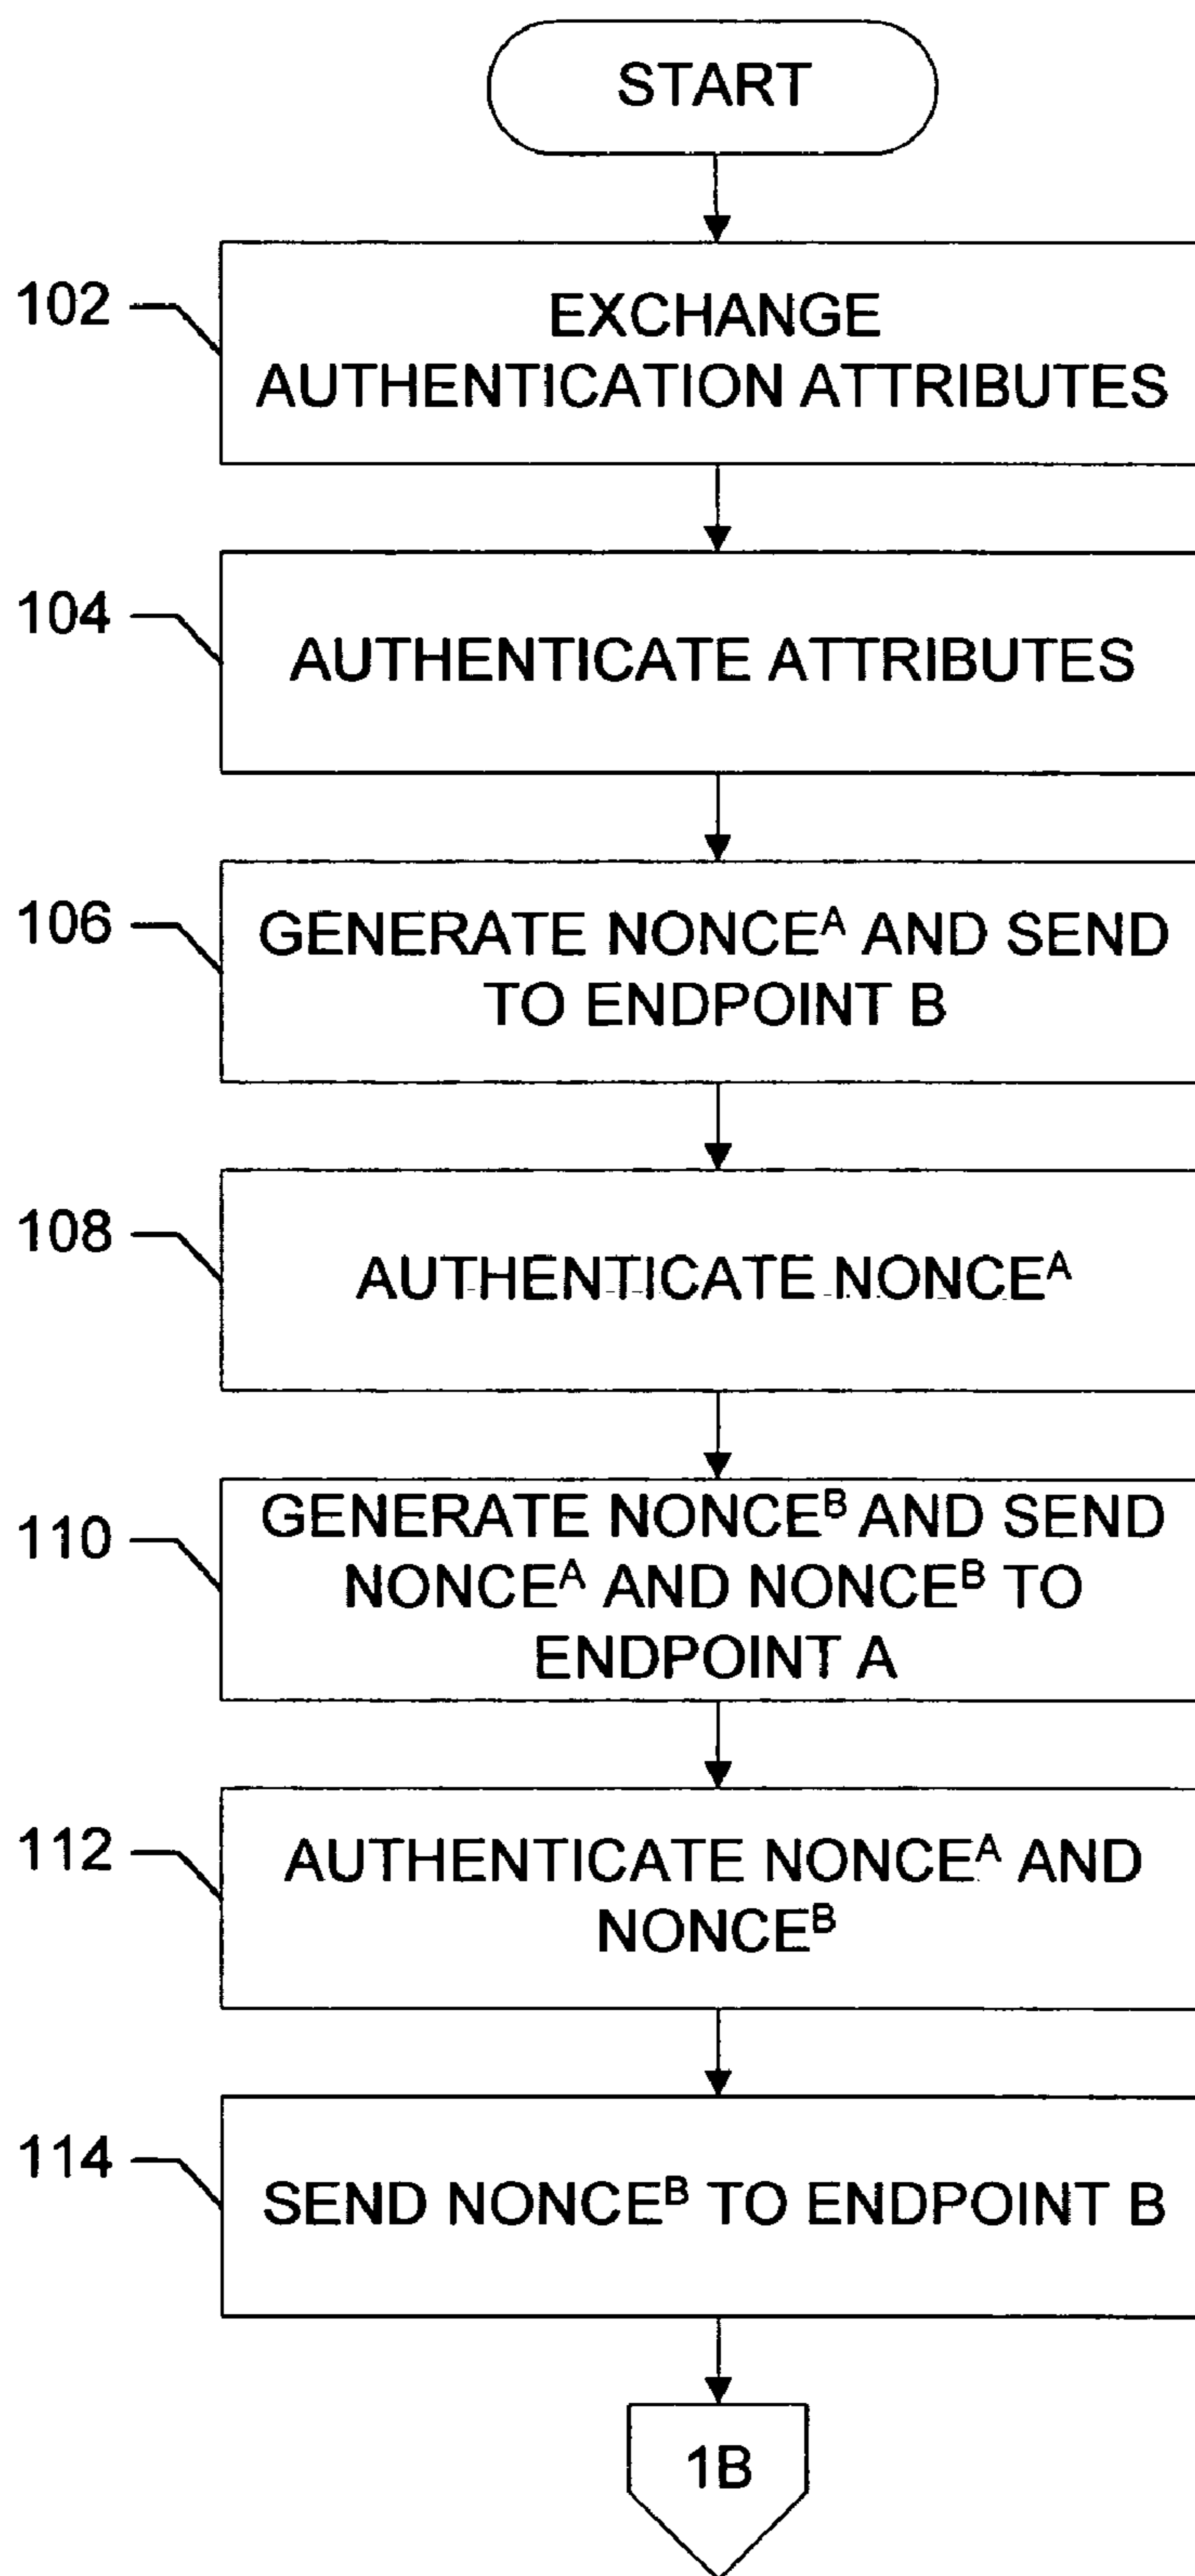 START
102
EXCHANGE
AUTHENTICATION ATTRIBUTES
104
AUTHENTICATE ATTRIBUTES
106
GENERATE NONCEᴬ AND SEND
TO ENDPOINT B
108
AUTHENTICATE NONCEᴬ
110
GENERATE NONCEᴮ AND SEND
NONCEᴬ AND NONCEᴮ TO
ENDPOINT A
112
AUTHENTICATE NONCEᴬ AND
NONCEᴮ
114
SEND NONCEᴮ TO ENDPOINT B
1B